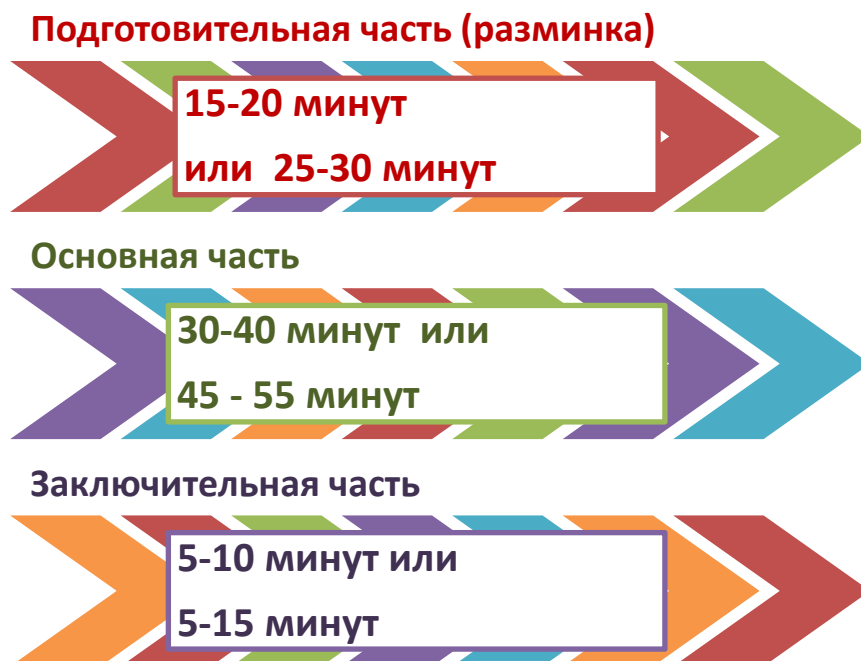 Подготовительная часть (разминка)
15-20 минут
или 25-30 минут
Основная часть
30-40 минут или
45 - 55 минут
Заключительная часть
5-10 минут или
5-15 минут